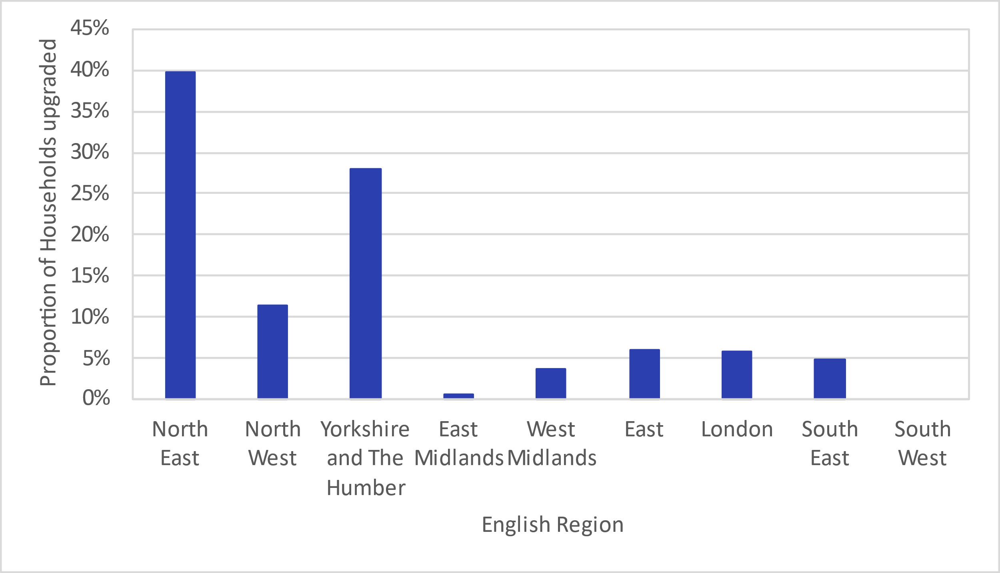 Proportion of Households upgraded
45%
40%
35%
30%
25%
20%
15%
10%
5%
0%
North East
North West
Yorkshire and The Humber
East Midlands
West Midlands
East
London
South East
South West
English Region